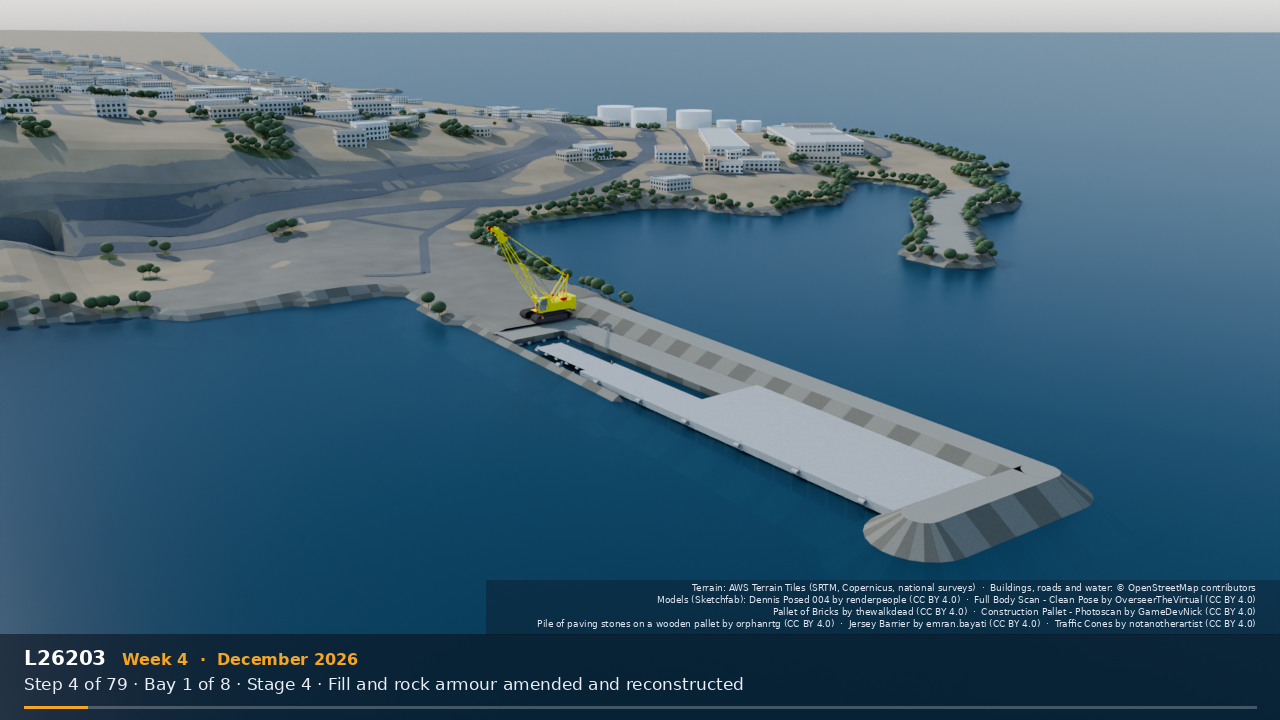 Terrain: AWS Terrain Tiles (SRTM, Copernicus, national surveys)  ·  Buildings, roads and water: © OpenStreetMap contributors
Models (Sketchfab): Dennis Posed 004 by renderpeople (CC BY 4.0)  ·  Full Body Scan - Clean Pose by OverseerTheVirtual (CC BY 4.0)
Pallet of Bricks by thewalkdead (CC BY 4.0)  ·  Construction Pallet - Photoscan by GameDevNick (CC BY 4.0)
Pile of paving stones on a wooden pallet by orphanrtg (CC BY 4.0)  ·  Jersey Barrier by emran.bayati (CC BY 4.0)  ·  Traffic Cones by notanotherartist (CC BY 4.0)
L26203 Week 4 · December 2026
Step 4 of 79 · Bay 1 of 8 · Stage 4 · Fill and rock armour amended and reconstructed